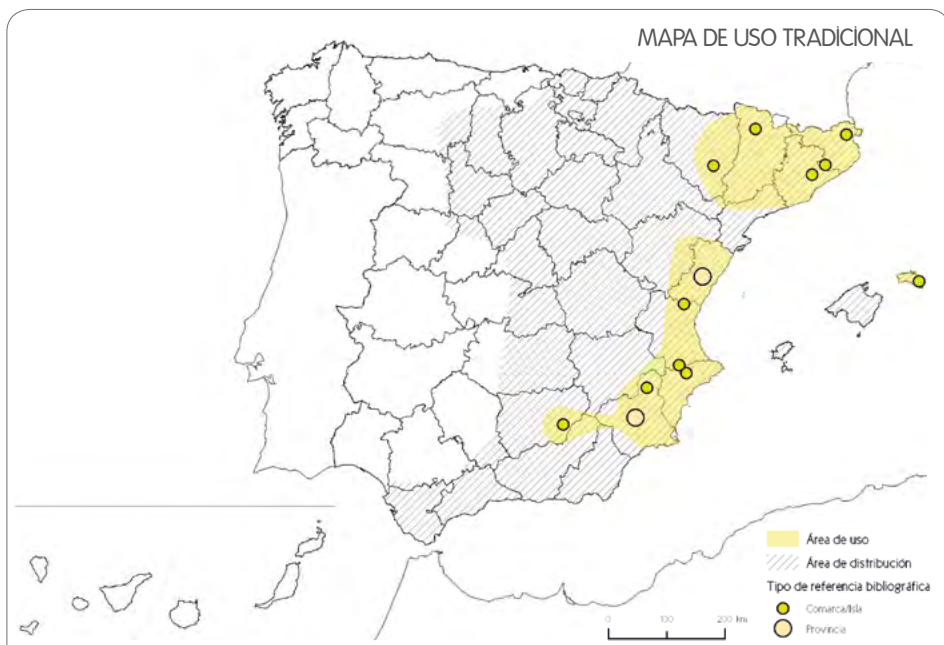 MAPA DE USO TRADICIONAL
Área de uso
Área de distribución
Tipo de referencia bibliográfica
Comarca/Isla
Provincia
0 100 200 km.